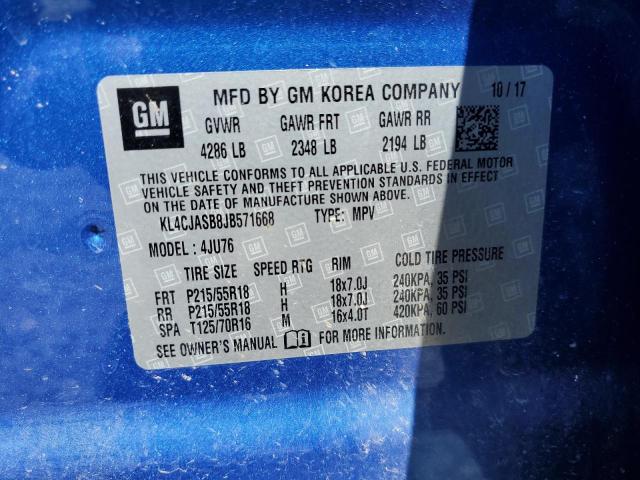 GM MFD BY GM KOREA COMPANY 10/17
GVWR GAWR FRT GAWR RR
4286 LB 2348 LB 2194 LB
THIS VEHICLE CONFORMS TO ALL APPLICABLE U.S. FEDERAL MOTOR
VEHICLE SAFETY AND THEFT PREVENTION STANDARDS IN EFFECT
ON THE DATE OF MANUFACTURE SHOWN ABOVE.
KL4CJASB8JB571668 TYPE: MPV
MODEL: 4JU76
TIRE SIZE SPEED RTG RIM COLD TIRE PRESSURE
FRT P215/55R18 H 18x7.0J 240KPA, 35 PSI
RR P215/55R18 H 18x7.0J 240KPA, 35 PSI
SPA T125/70R16 M 16x4.0T 420KPA, 60 PSI
SEE OWNER'S MANUAL FOR MORE INFORMATION.